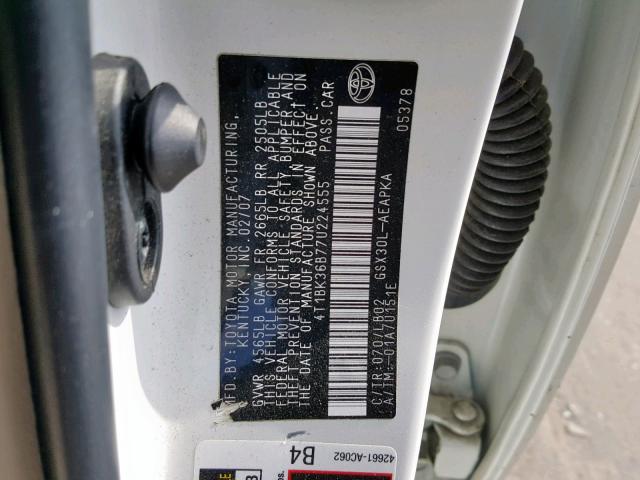 MFD.BY:TOYOTA MOTOR MANUFACTURING,
KENTUCKY, INC. 02/07
GVWR 4565LB GAWR FR 2665LB RR 2505LB
THIS VEHICLE CONFORMS TO ALL APPLICABLE
FEDERAL MOTOR VEHICLE SAFETY, BUMPER, AND
THEFT PREVENTION STANDARDS IN EFFECT ON
THE DATE OF MANUFACTURE SHOWN ABOVE.
4T1BK36B77U224555 PASS.CAR
C/TR:070/LB02 GSX30L-AEAPKA
A/TM:-01A/U151E
05378
42661-AC062
B4